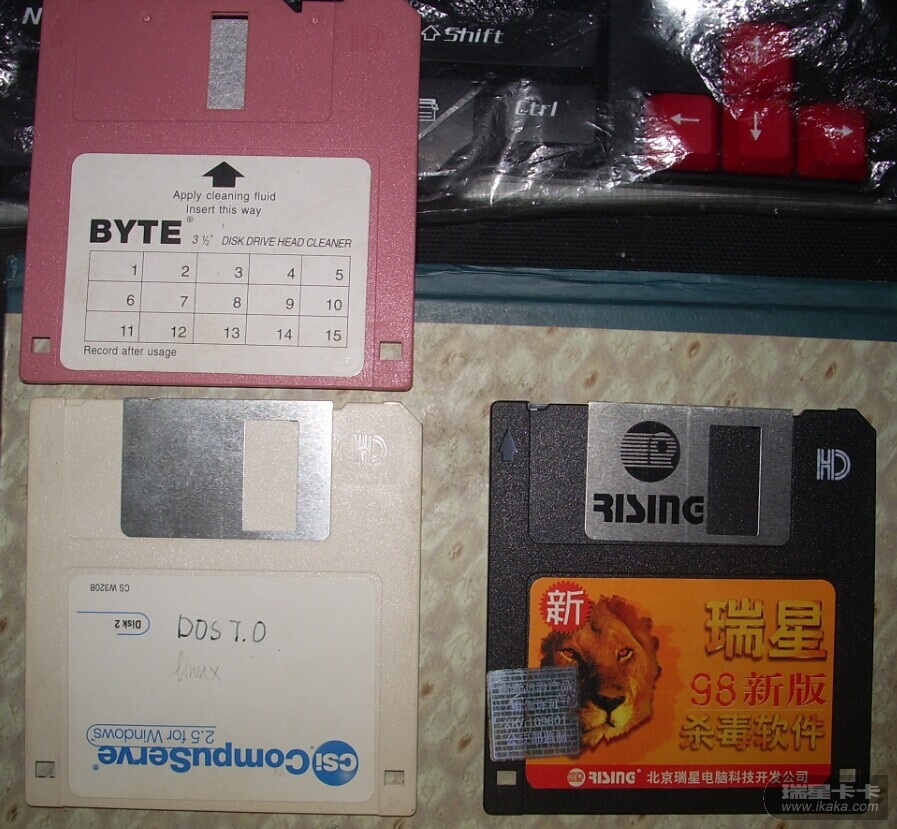 N
⇧Shift
Ctrl
↑
←
↓
→
HD
Apply cleaning fluid
Insert this way
BYTE®
3 ½" DISK DRIVE HEAD CLEANER
1 2 3 4 5
6 7 8 9 10
11 12 13 14 15
Record after usage
HD
CS W320B
Disk 2
DOS 7.0
linux
2.5 for Windows
CSi CompuServe
HD
RISING
新
瑞星
98新版
杀毒软件
RISING® 北京瑞星电脑科技开发公司
瑞星卡卡
www.ikaka.com